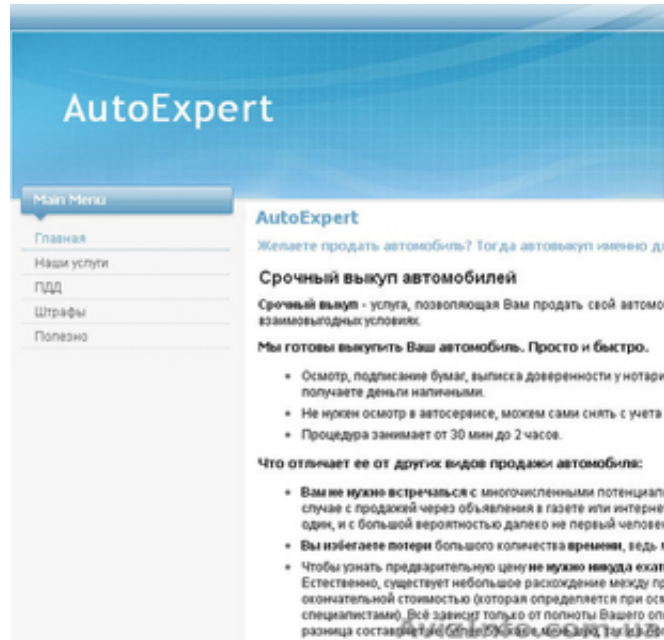 AutoExpert
Main Menu
Главная
Наши услуги
ПДД
Штрафы
Полезно
AutoExpert
Желаете продать автомобиль? Тогда автовыкуп именно дл
Срочный выкуп автомобилей
Срочный выкуп - услуга, позволяющая Вам продать свой автомо
взаимовыгодных условиях.
Мы готовы выкупить Ваш автомобиль. Просто и быстро.
• Осмотр, подписание бумаг, выписка доверенности у нотари
получаете деньги наличными.
• Не нужен осмотр в автосервисе, можем сами снять с учета
• Процедура занимает от 30 мин до 2 часов.
Что отличает ее от других видов продажи автомобиля:
• Вам не нужно встречаться с многочисленными потенциал
случае с продажей через объявления в газете или интерне
один, и с большой вероятностью далеко не первый человек
• Вы избегаете потери большого количества времени, ведь
• Чтобы узнать предварительную цену не нужно никуда ехат
Естественно, существует небольшое расхождение между пр
окончательной стоимостью (которая определяется при осм
специалистами). Всё зависит только от полноты Вашего оп
разница составляет